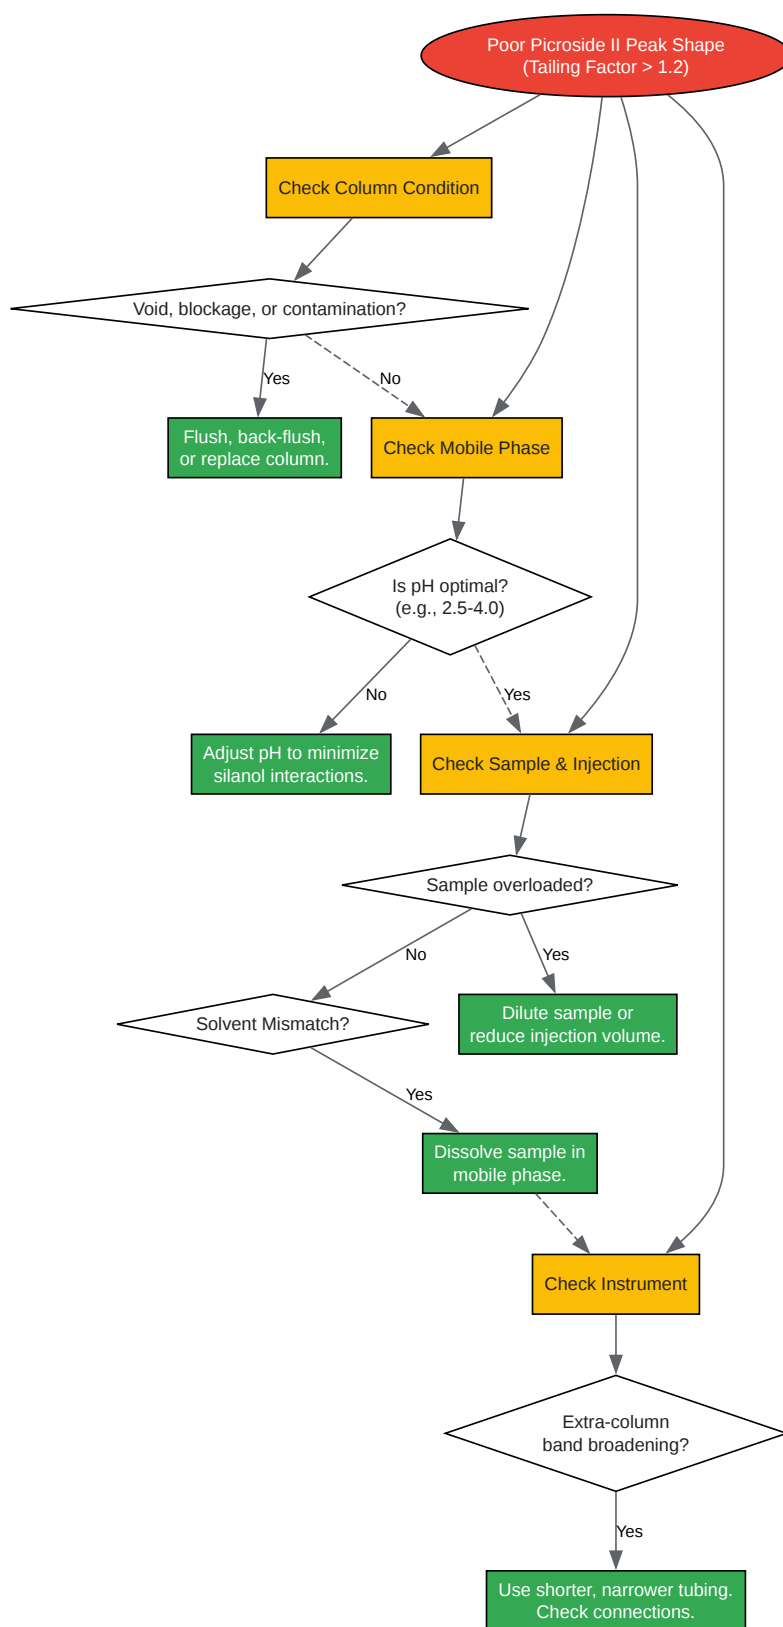 Poor Picroside II Peak Shape
(Tailing Factor > 1.2)
Check Column Condition
Void, blockage, or contamination?
Yes
No
Flush, back-flush,
or replace column.
Check Mobile Phase
Is pH optimal?
(e.g., 2.5-4.0)
No
Yes
Adjust pH to minimize
silanol interactions.
Check Sample & Injection
Sample overloaded?
No
Yes
Solvent Mismatch?
Dilute sample or
reduce injection volume.
Yes
Dissolve sample in
mobile phase.
Check Instrument
Extra-column
band broadening?
Yes
Use shorter, narrower tubing.
Check connections.